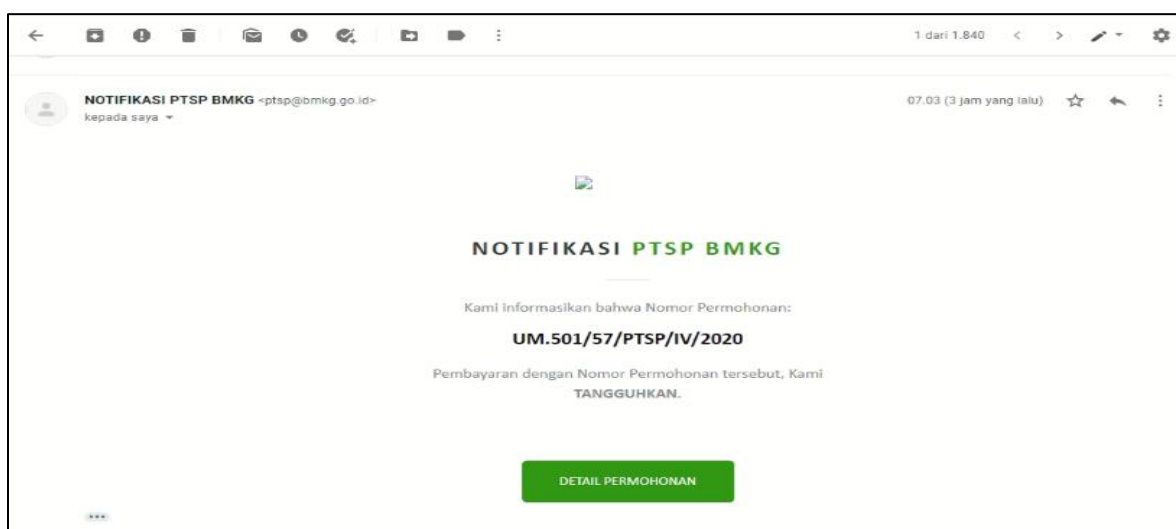 1 dari 1.840
NOTIFIKASI PTSP BMKG <ptsp@bmkg.go.id>
07.03 (3 jam yang lalu)
kepada saya
NOTIFIKASI PTSP BMKG
Kami informasikan bahwa Nomor Permohonan:
UM.501/57/PTSP/IV/2020
Pembayaran dengan Nomor Permohonan tersebut, Kami
TANGGUHKAN.
DETAIL PERMOHONAN